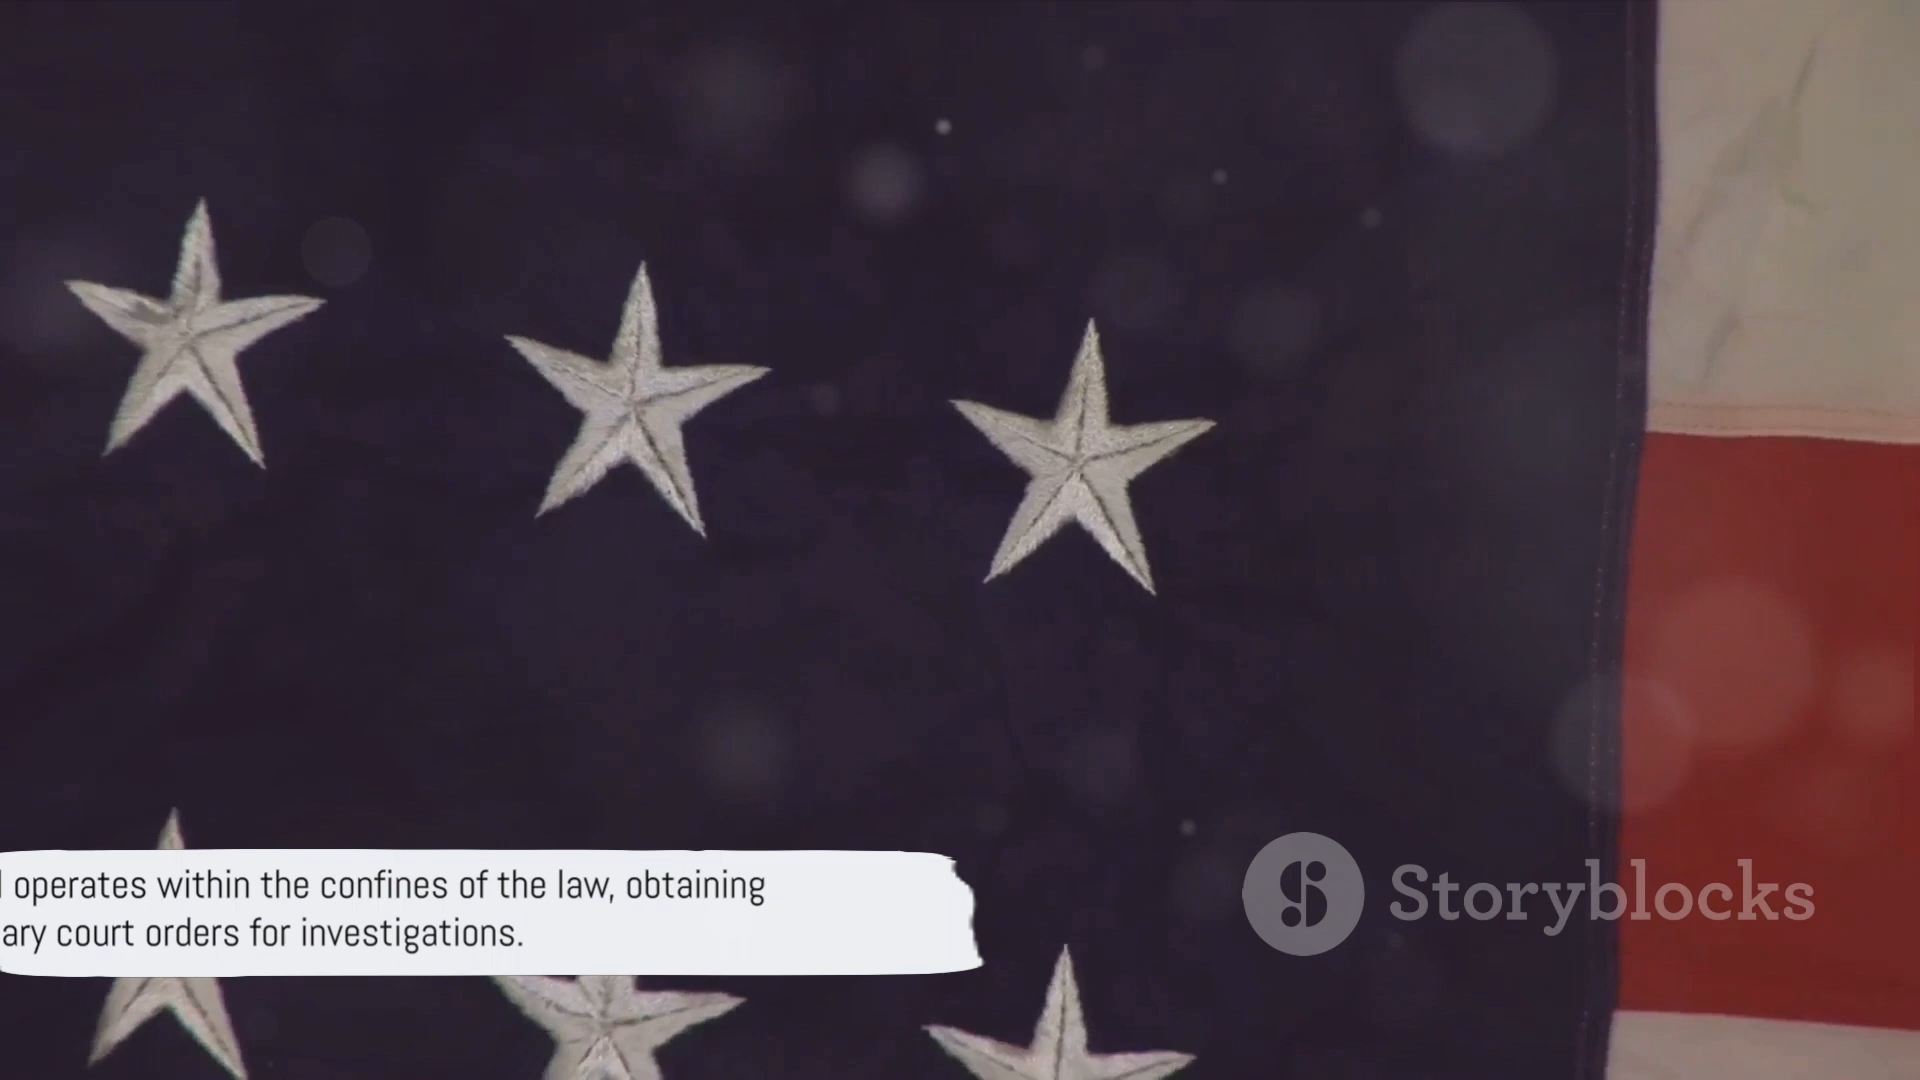 operates within the confines of the law, obtaining
ary court orders for investigations.
Storyblocks